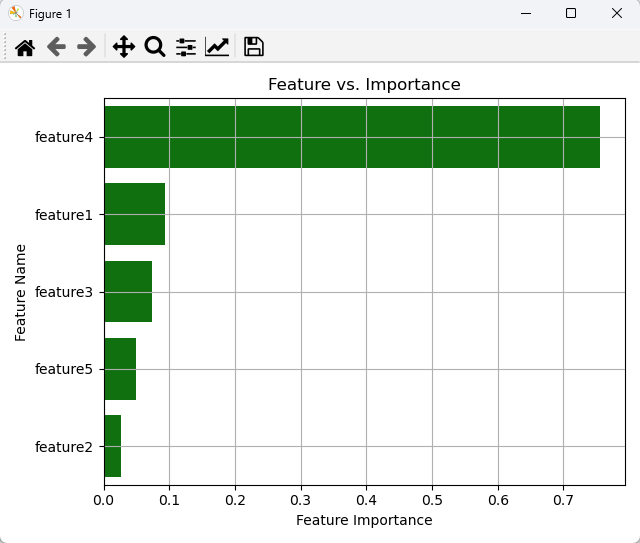 Figure 1
Feature vs. Importance
Feature Name
feature4
feature1
feature3
feature5
feature2
0.0 0.1 0.2 0.3 0.4 0.5 0.6 0.7
Feature Importance